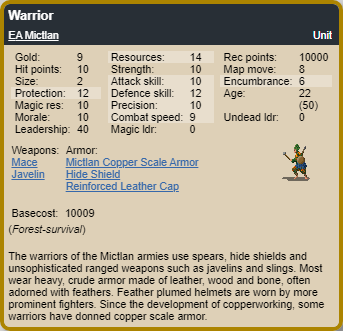 Warrior
EA Mictlan Unit
Gold: 9 Resources: 14 Rec points: 10000
Hit points: 10 Strength: 10 Map move: 8
Size: 2 Attack skill: 10 Encumbrance: 6
Protection: 12 Defence skill: 12 Age: 22
Magic res: 10 Precision: 10 (50)
Morale: 10 Combat speed: 9 Undead ldr: 0
Leadership: 40 Magic ldr: 0
Weapons: Armor:
Mace Mictlan Copper Scale Armor
Javelin Hide Shield
Reinforced Leather Cap
Basecost: 10009
(Forest-survival)
The warriors of the Mictlan armies use spears, hide shields and
unsophisticated ranged weapons such as javelins and slings. Most
wear heavy, crude armor made of leather, wood and bone, often
adorned with feathers. Feather plumed helmets are worn by more
prominent fighters. Since the development of copperworking, some
warriors have donned copper scale armor.